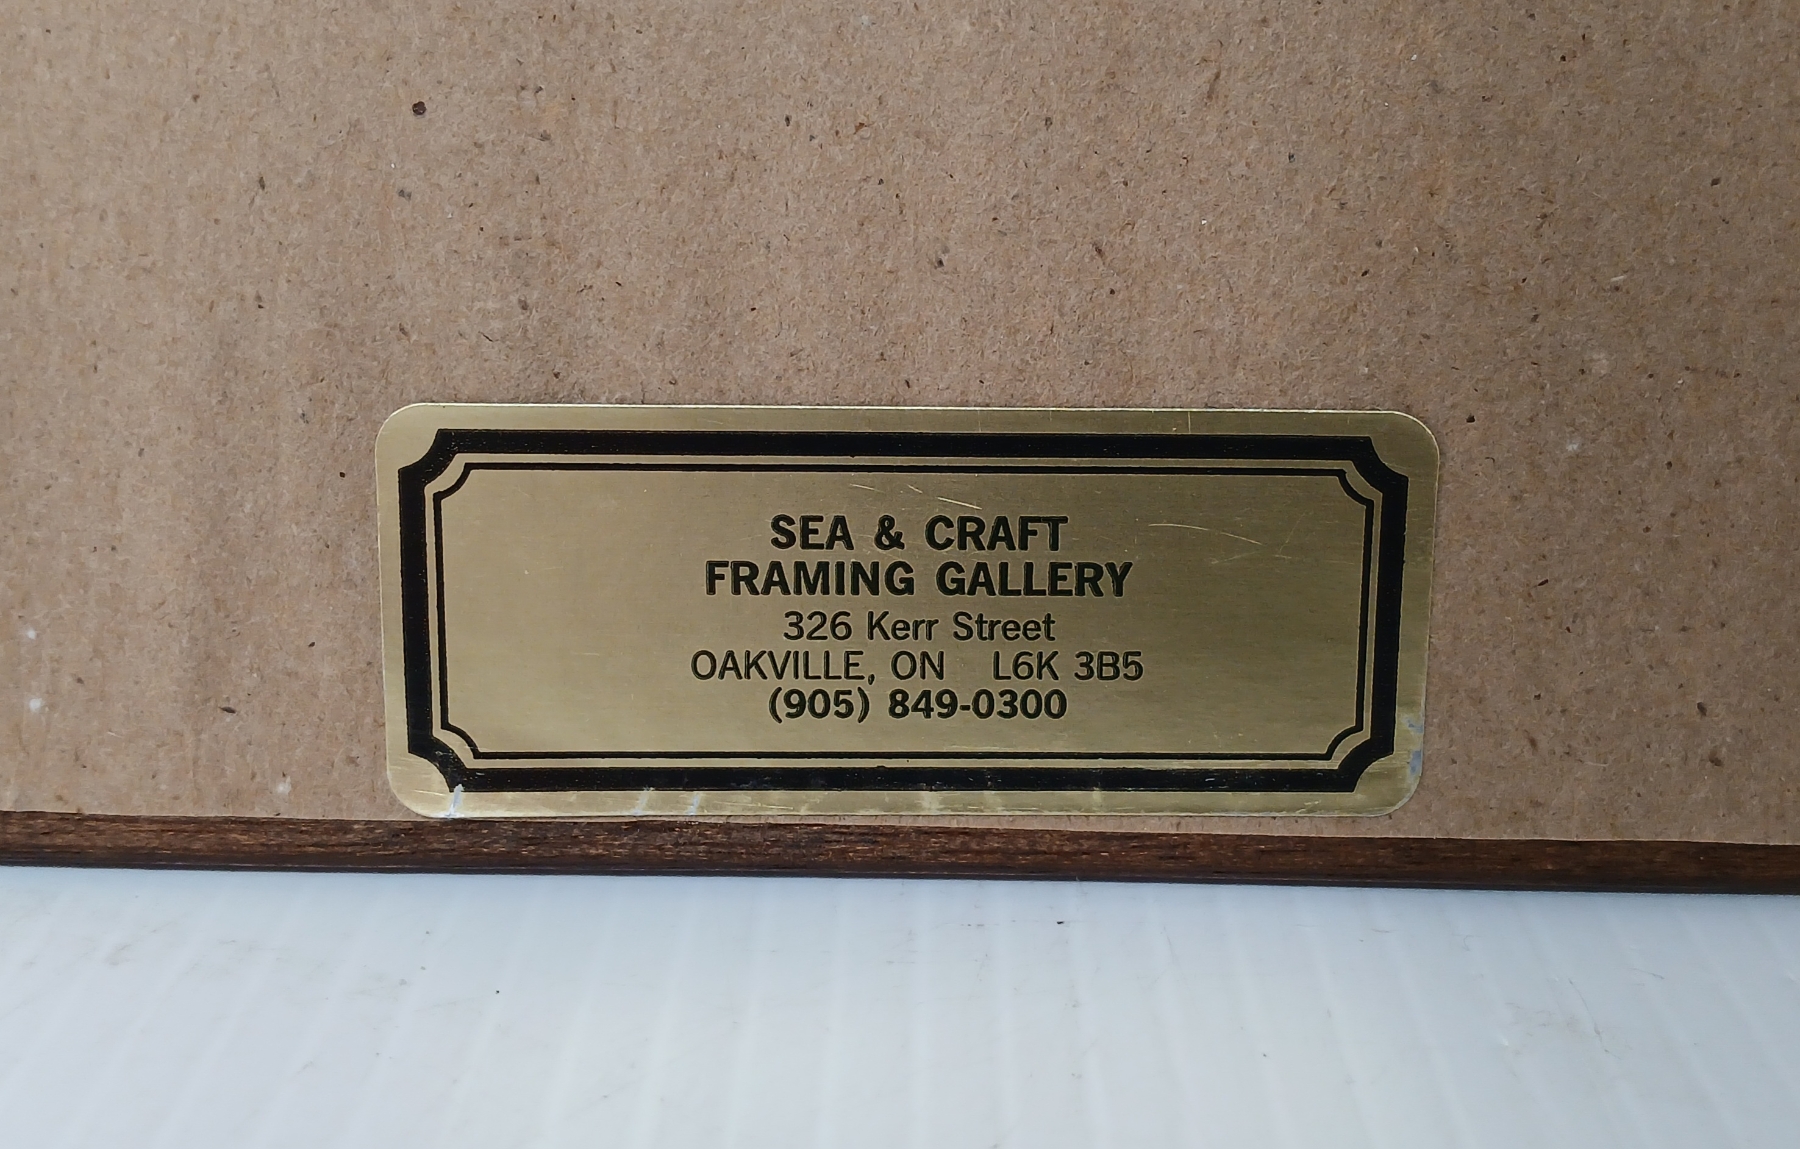 SEA & CRAFT
FRAMING GALLERY
326 Kerr Street
OAKVILLE, ON L6K 3B5
(905) 849-0300